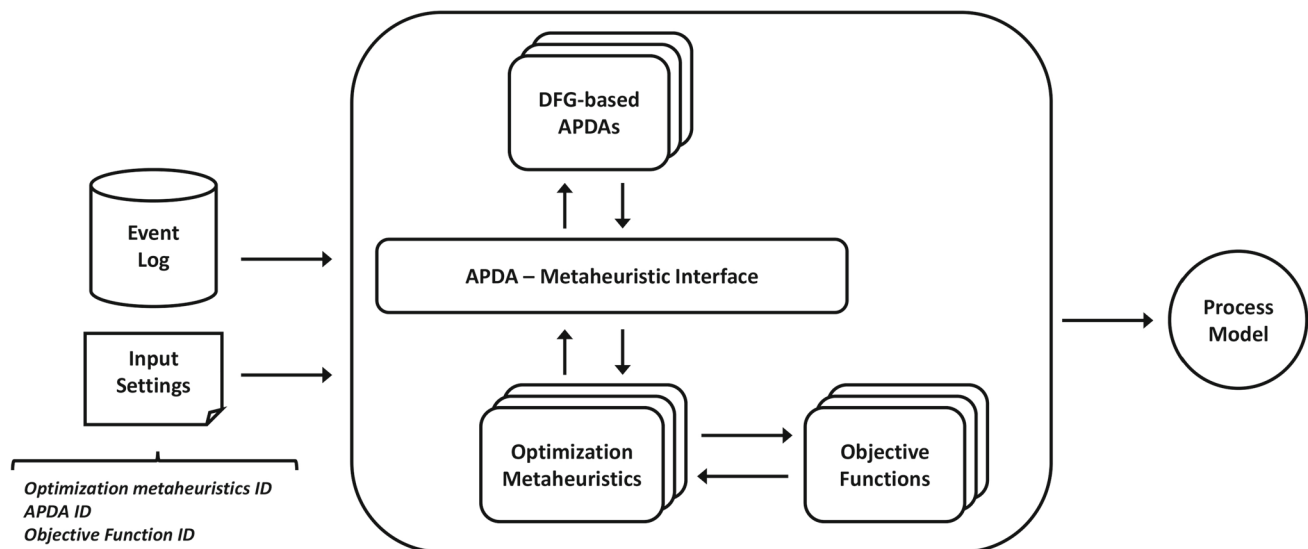 DFG-based
APDAs
Event
Log
APDA – Metaheuristic Interface
Process
Model
Input
Settings
Optimization
Metaheuristics
Objective
Functions
Optimization metaheuristics ID
APDA ID
Objective Function ID